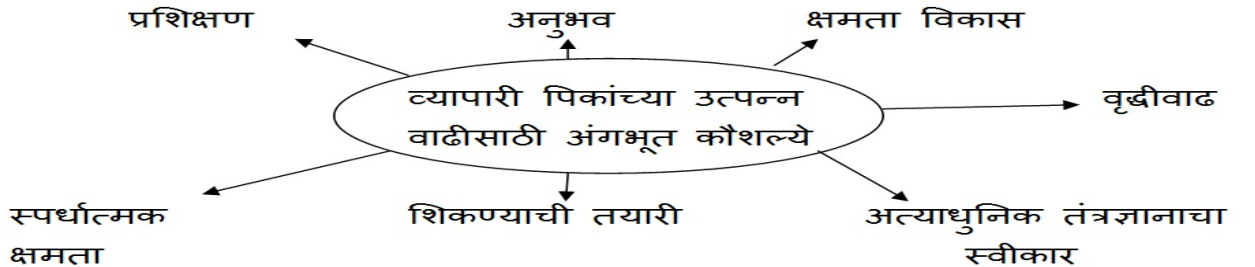 प्रशिक्षण
अनुभव
क्षमता विकास
व्यापारी पिकांच्या उत्पन्न
वाढीसाठी अंगभूत कौशल्ये
वृद्धीवाढ
स्पर्धात्मक
क्षमता
शिकण्याची तयारी
अत्याधुनिक तंत्रज्ञानाचा
स्वीकार